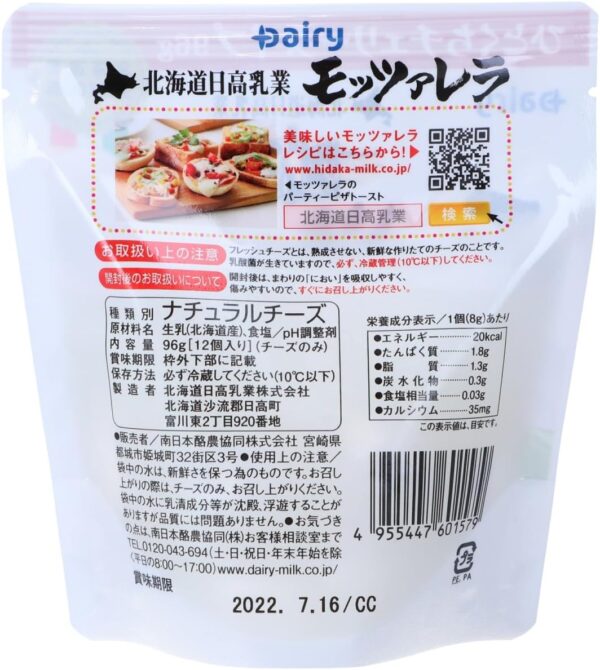 Dairy
北海道日高乳業 モッツァレラ
美味しいモッツァレラ
レシピはこちらから!▶
www.hidaka-milk.co.jp/
◀モッツァレラの
パーティーピザトースト
北海道日高乳業 検索
お取扱い上の注意 フレッシュチーズとは、熟成させない、新鮮な作りたてのチーズのことです。
乳酸菌が生きていますので、必ず、冷蔵管理(10℃以下)してください。
開封後のお取扱いについて 開封後は、まわりの「におい」を吸収しやすく、
傷みやすいので、すぐにお召し上がりください。
種類別 ナチュラルチーズ
原材料名 生乳(北海道産)、食塩/pH調整剤
内容量 96g[12個入り](チーズのみ)
賞味期限 枠外下部に記載
保存方法 必ず冷蔵してください(10℃以下)
製造者 北海道日高乳業株式会社
北海道沙流郡日高町
富川東2丁目920番地
栄養成分表示/1個(8g)あたり
●エネルギー 20kcal
●たんぱく質 1.8g
●脂質 1.3g
●炭水化物 0.3g
●食塩相当量 0.03g
●カルシウム 35mg
この表示値は、目安です。
●販売者/南日本酪農協同株式会社 宮崎県
都城市姫城町32街区3号●使用上の注意/
袋中の水は、新鮮さを保つ為のものです。お召し
上がりの際は、チーズのみ、お召し上がりください。
袋中の水に乳清成分等が沈殿、浮遊することが
ありますが品質には問題ありません。●お気づき
の点は、南日本酪農協同(株)お客様相談室まで
TEL.0120-043-694(土・日・祝日・年末年始を除く
平日の8:00〜17:00)www.dairy-milk.co.jp/
4 955447 601579
プラ
PE, PA
賞味期限
2022. 7.16/CC